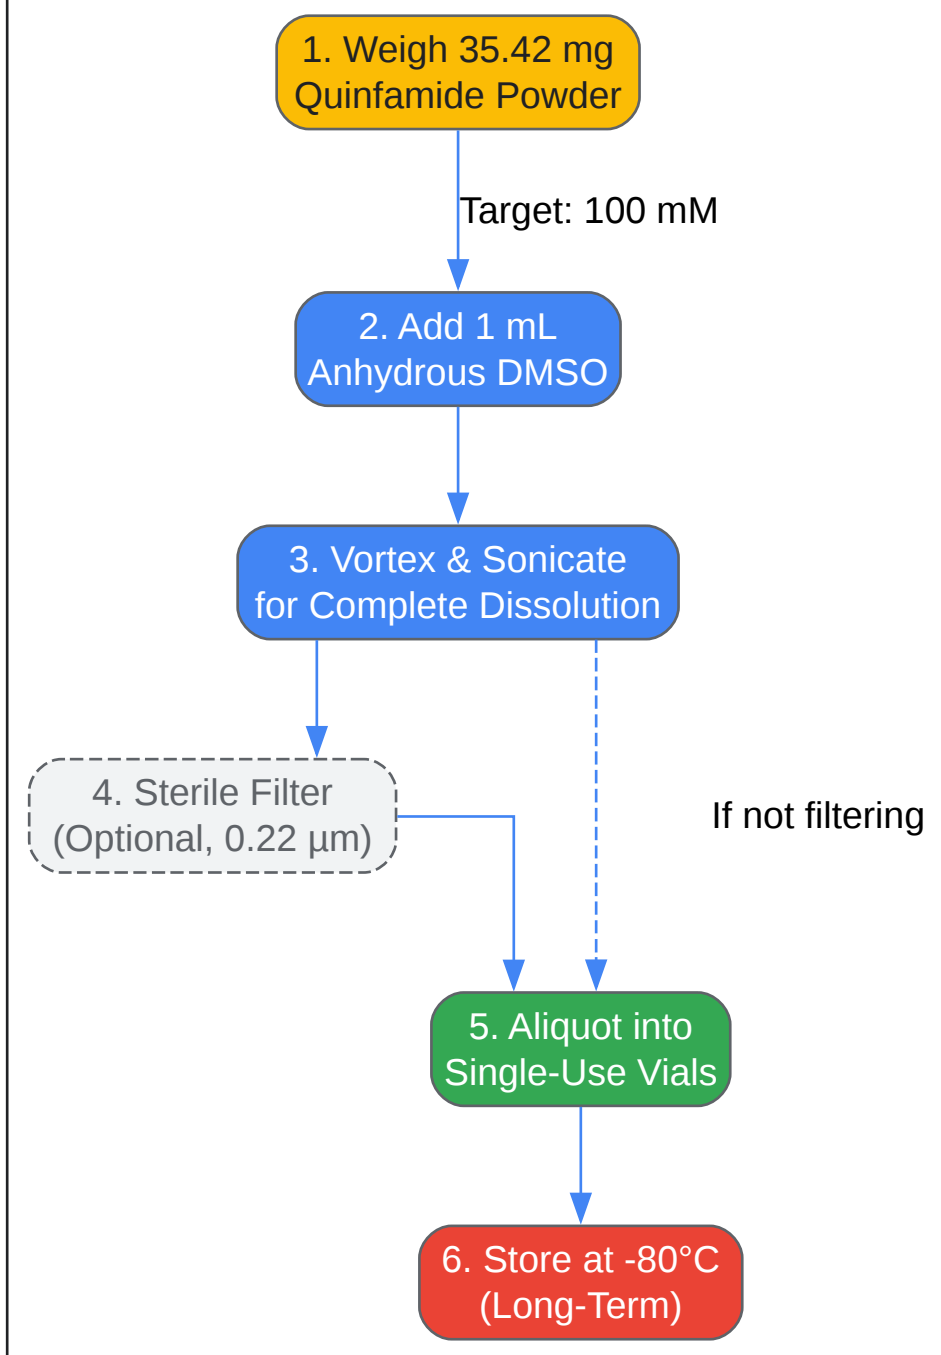 1. Weigh 35.42 mg
Quinfamide Powder
Target: 100 mM
2. Add 1 mL
Anhydrous DMSO
3. Vortex & Sonicate
for Complete Dissolution
4. Sterile Filter
(Optional, 0.22 µm)
If not filtering
5. Aliquot into
Single-Use Vials
6. Store at -80°C
(Long-Term)